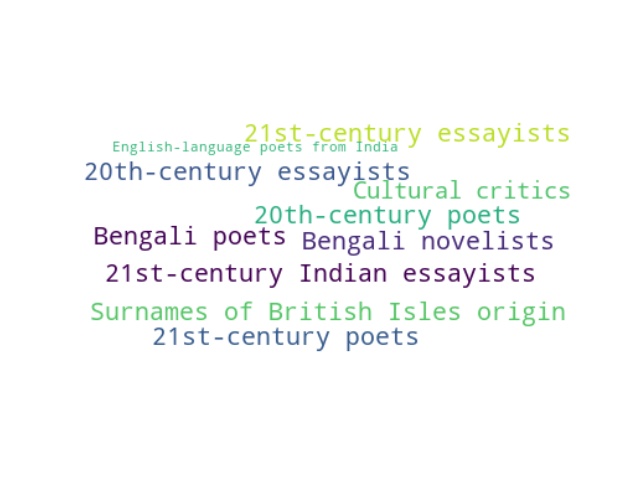 21st-century essayists
English-language poets from India
20th-century essayists
Cultural critics
20th-century poets
Bengali poets
Bengali novelists
21st-century Indian essayists
Surnames of British Isles origin
21st-century poets